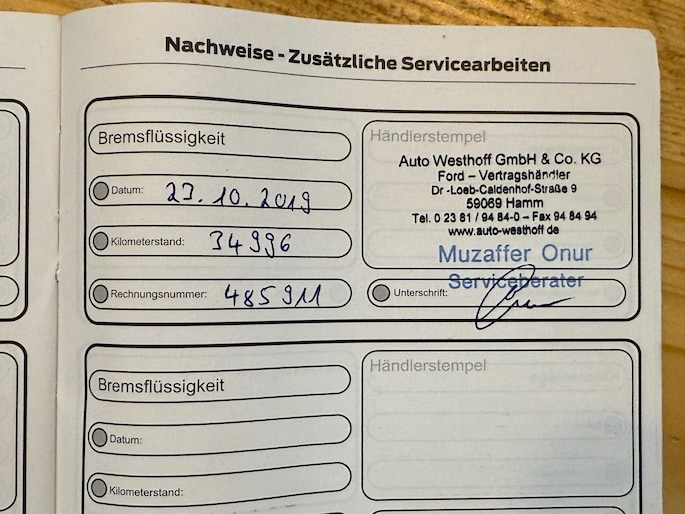 Nachweise - Zusätzliche Servicearbeiten
Bremsflüssigkeit
Datum: 23.10.2019
Kilometerstand: 34996
Rechnungsnummer: 485911
Händlerstempel
Auto Westhoff GmbH & Co. KG
Ford – Vertragshändler
Dr.-Loeb-Caldenhof-Straße 9
59069 Hamm
Tel. 0 23 81 / 94 84-0 – Fax 94 84 94
www.auto-westhoff.de
Muzaffer Onur
Serviceberater
Unterschrift:
Bremsflüssigkeit
Datum:
Kilometerstand:
Händlerstempel